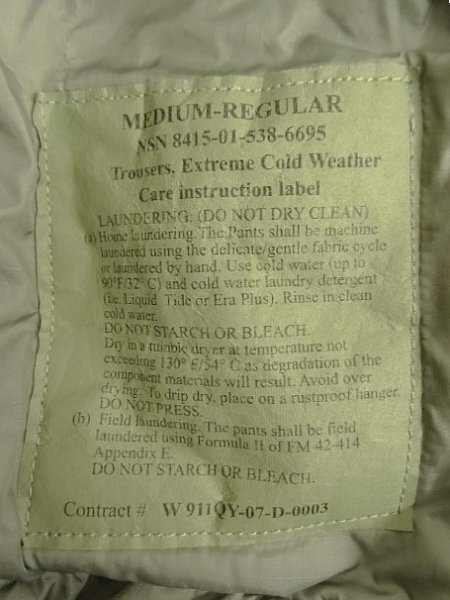 MEDIUM-REGULAR
NSN 8415-01-538-6695
Trousers, Extreme Cold Weather
Care instruction label
LAUNDERING: (DO NOT DRY CLEAN)
(a) Home laundering. The Pants shall be machine
laundered using the delicate/gentle fabric cycle
or laundered by hand. Use cold water (up to
90°F/32° C) and cold water laundry detergent
(i.e. Liquid Tide or Era Plus). Rinse in clean
cold water.
DO NOT STARCH OR BLEACH.
Dry in a tumble dryer at temperature not
exceeding 130° F/54° C as degradation of the
component materials will result. Avoid over
drying. To drip dry, place on a rustproof hanger.
DO NOT PRESS.
(b) Field laundering. The pants shall be field
laundered using Formula II of FM 42-414
Appendix E.
DO NOT STARCH OR BLEACH.
Contract # W 911QY-07-D-0003